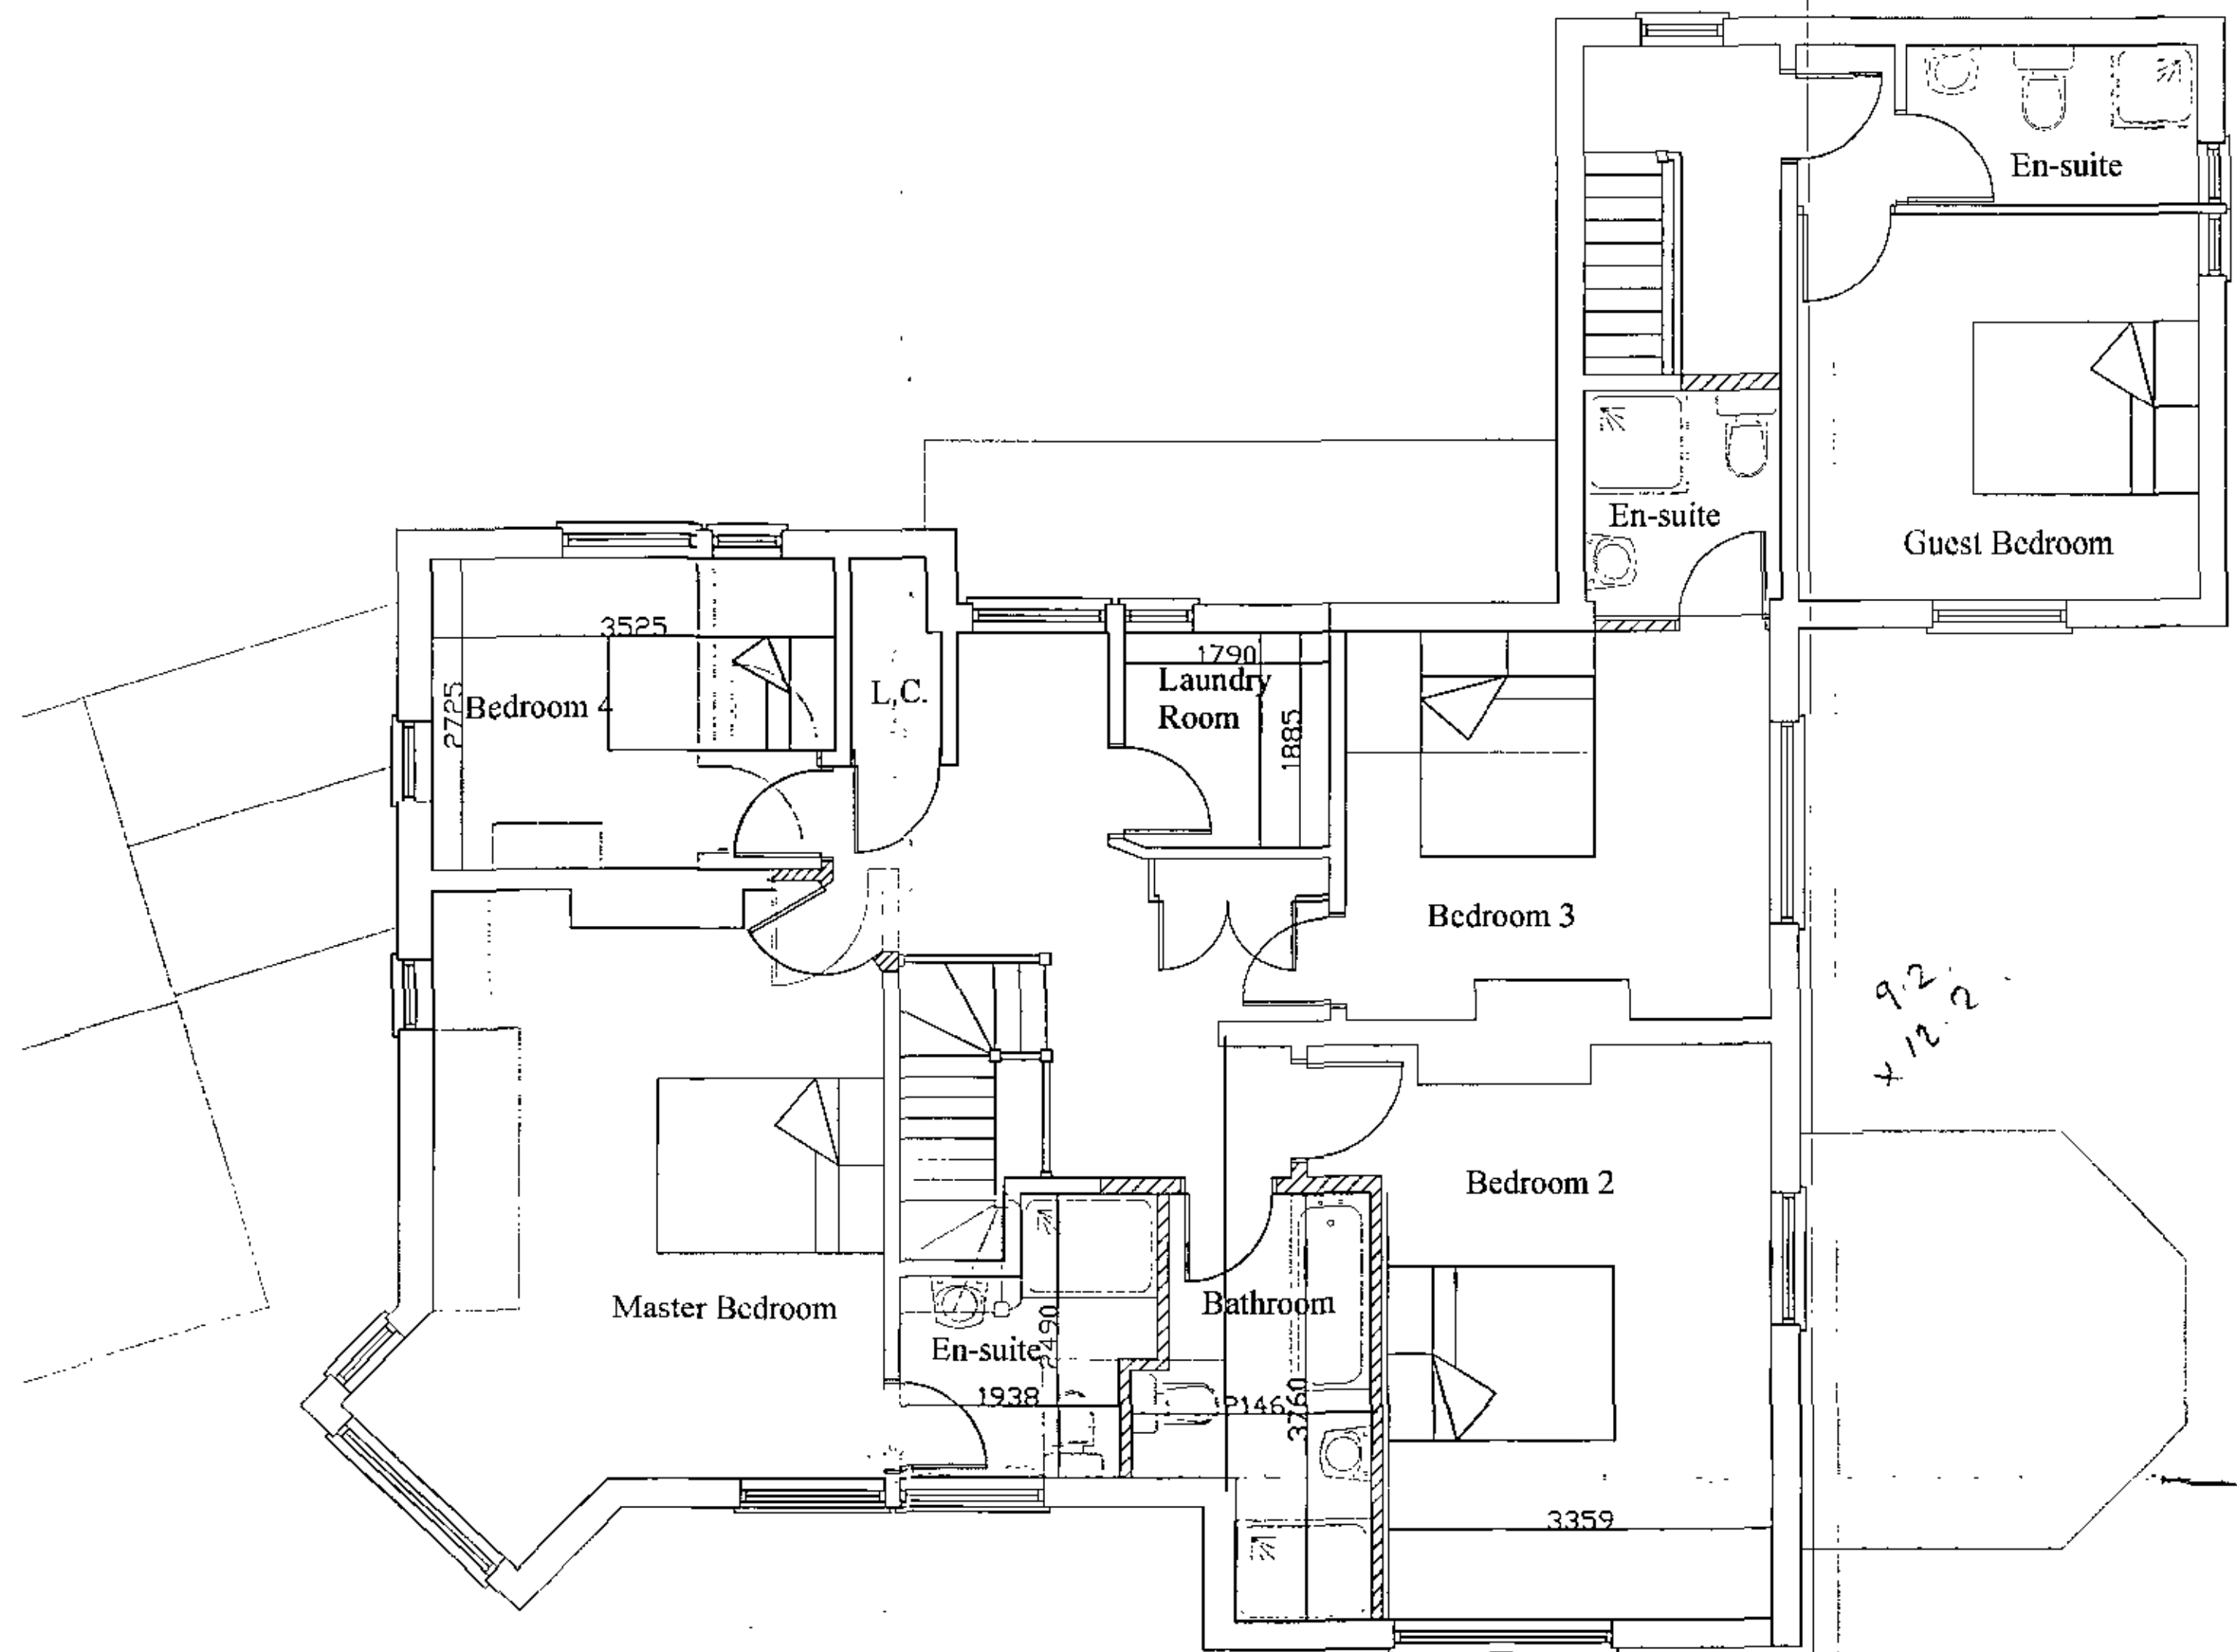 En-suite
En-suite
Guest Bedroom
3525
1790
Laundry
Room
L.C.
Bedroom 4
2725
1885
Bedroom 3
9.2
+ 12.2
Bedroom 2
Master Bedroom
Bathroom
En-suite
2490
1938
2146
3760
3359